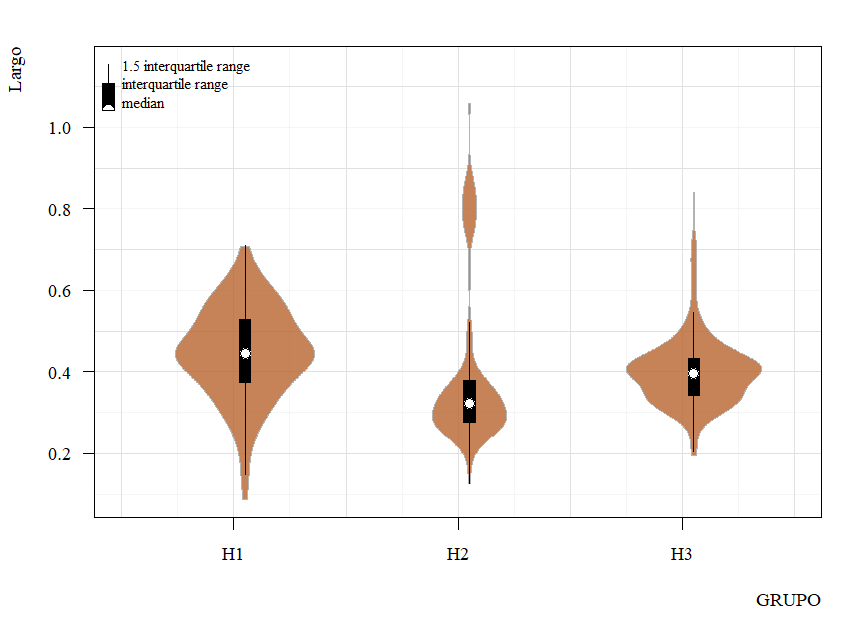 Largo
1.5 interquartile range
interquartile range
median
1.0
0.8
0.6
0.4
0.2
H1 H2 H3
GRUPO